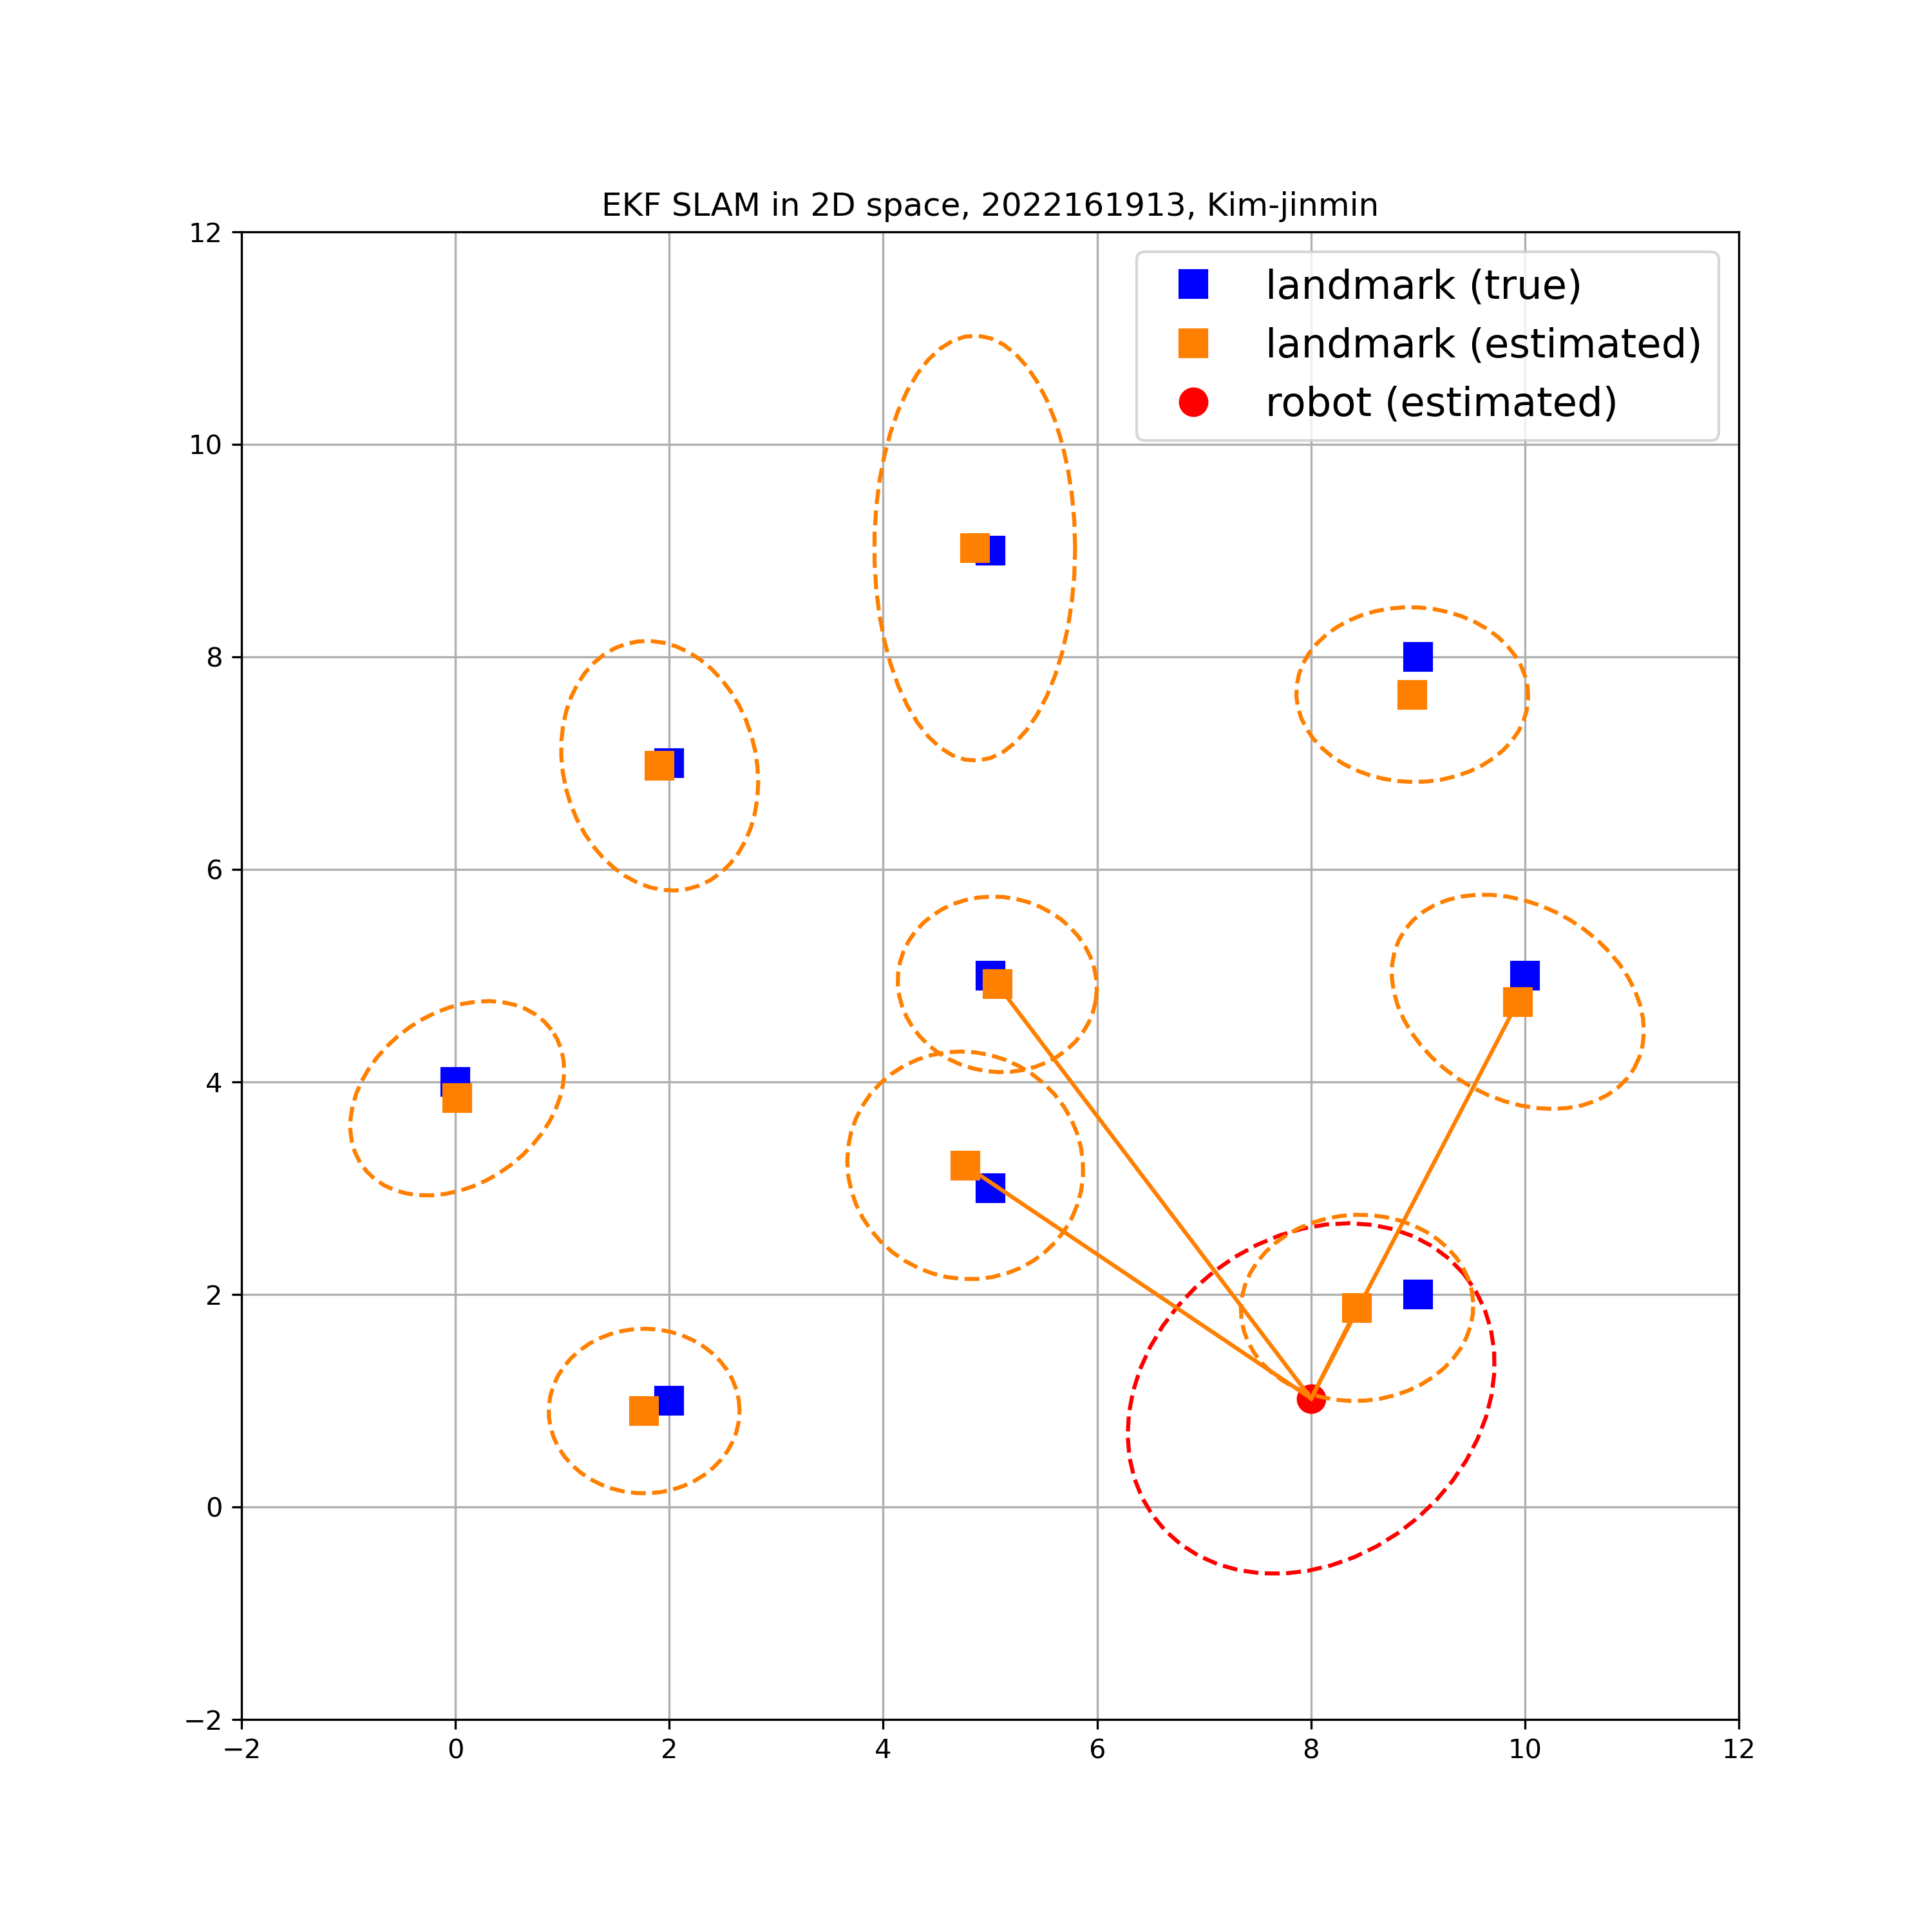 EKF SLAM in 2D space, 2022161913, Kim-jinmin
landmark (true)
landmark (estimated)
robot (estimated)
12
10
8
6
4
2
0
−2
−2 0 2 4 6 8 10 12